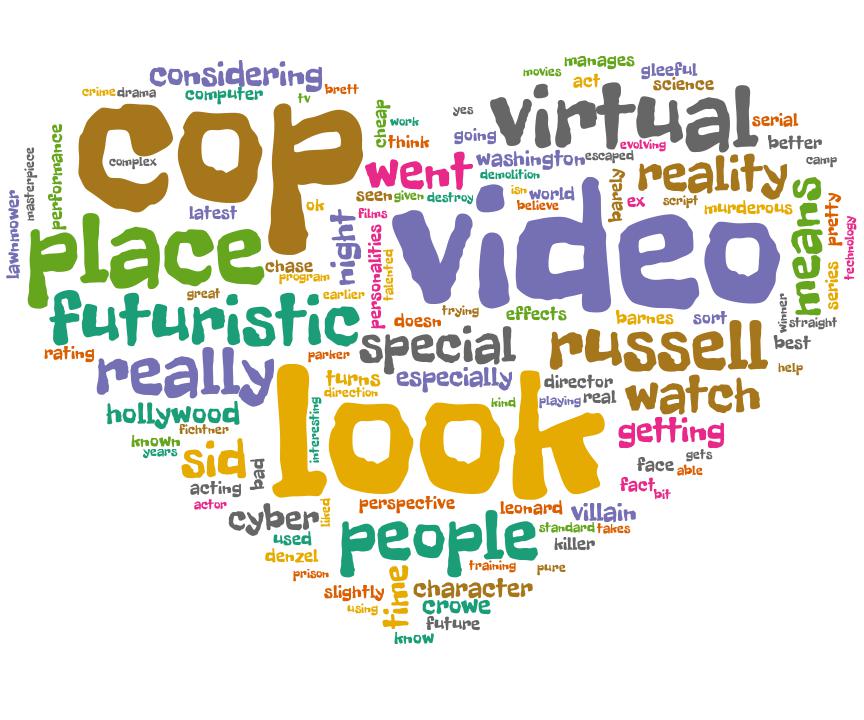 considering
crime
drama
computer
tv
brett
cop
complex
masterpiece
performance
lawnmower
latest
ok
place
cheap
work
think
went
seen
given
destroy
films
night
personalities
talented
chase
program
great
earlier
futuristic
rating
really
parker
special
doesn
trying
effects
movies
manages
act
gleeful
science
yes
virtual
going
evolving
serial
better
washington
escaped
demolition
camp
isn
world
believe
barely
reality
ex
script
murderous
means
pretty
technology
series
video
winner
straight
barnes
sort
best
russell
help
hollywood
fichtner
known
years
sid
acting
bad
actor
interesting
turns
direction
especially
kind
playing
director
real
watch
getting
gets
face
able
fact
bit
look
cyber
liked
used
denzel
prison
perspective
leonard
villain
people
standard
takes
killer
training
pure
slightly
using
time
character
crowe
future
know